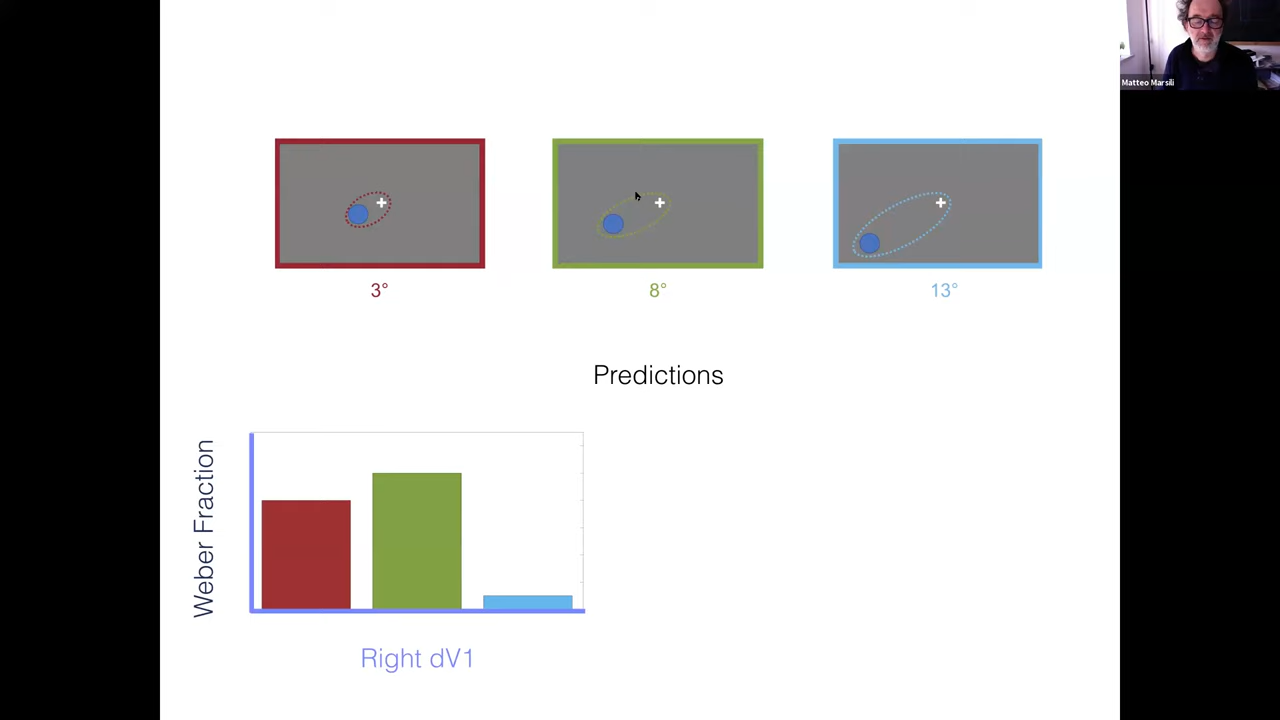 Matteo Marsili
3° 8° 13°
Predictions
Weber Fraction
Right dV1